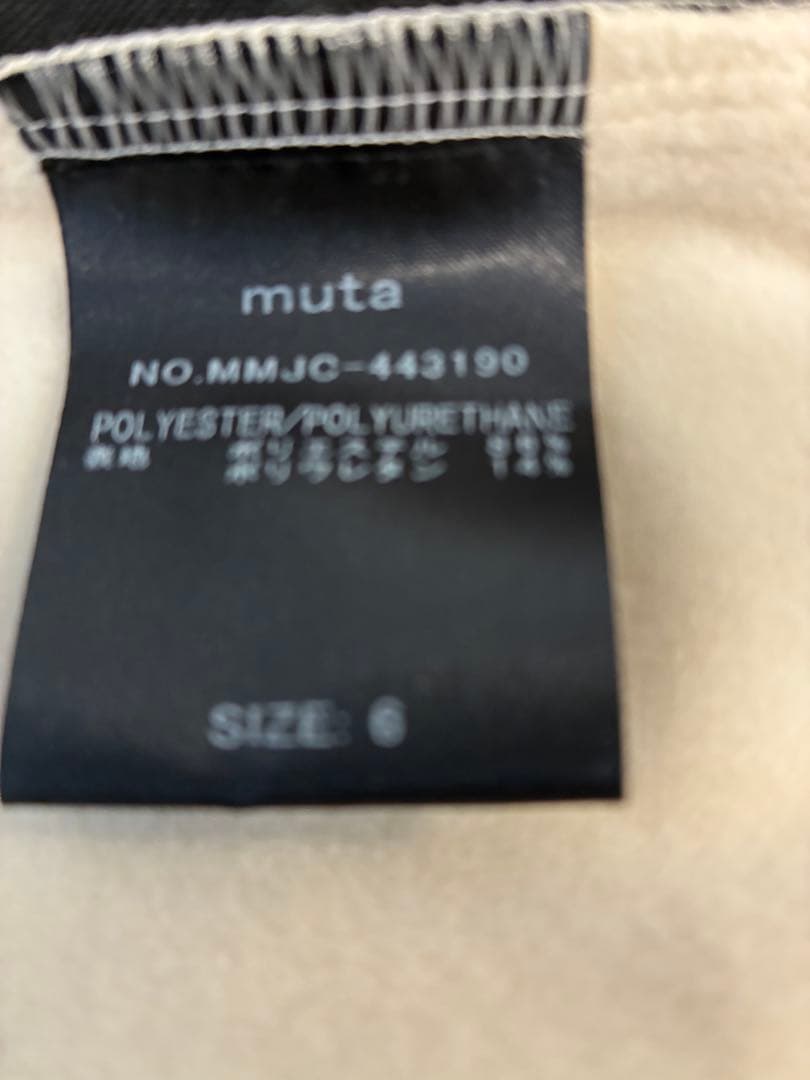 muta
NO.MMJC-443190
POLYESTER/POLYURETHANE
表地 ポリエステル
ポリウレタン 14%
SIZE: 6